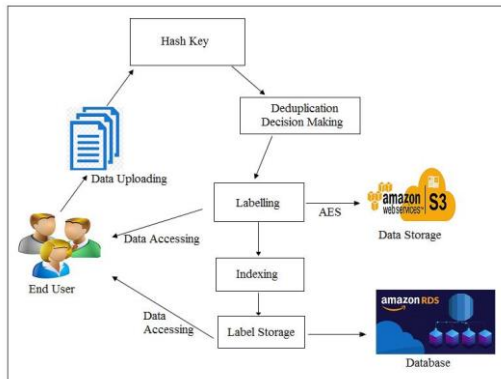 Hash Key
Deduplication
Decision Making
Data Uploading
Labelling
AES
amazon
webservices™
S3
Data Storage
Data Accessing
End User
Indexing
Data
Accessing
Label Storage
amazon RDS
Database